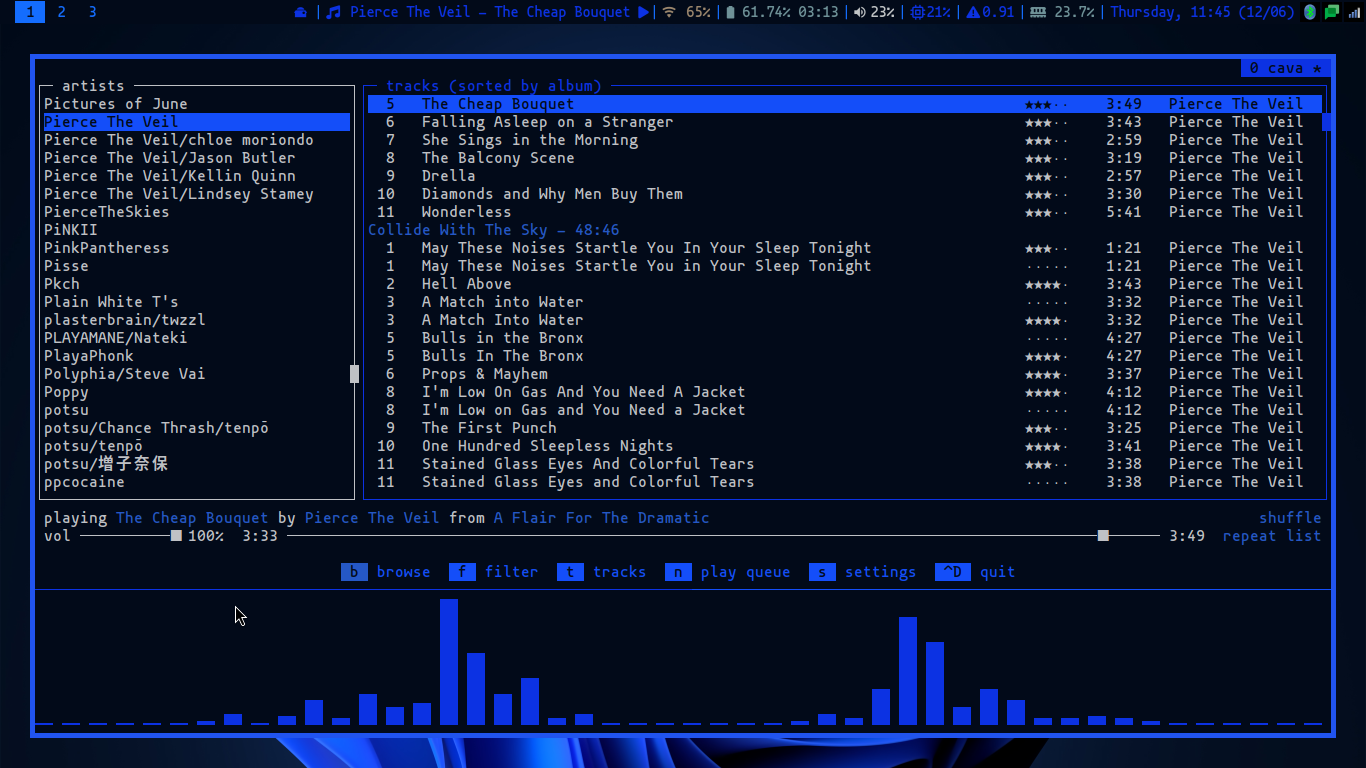 1 2 3 Pierce The Veil – The Cheap Bouquet 65% 61.74% 03:13 23% 21% 0.91 23.7% Thursday, 11:45 (12/06)
0 cava ★
artists
Pictures of June
Pierce The Veil
Pierce The Veil/chloe moriondo
Pierce The Veil/Jason Butler
Pierce The Veil/Kellin Quinn
Pierce The Veil/Lindsey Stamey
PierceTheSkies
PiNKII
PinkPantheress
Pisse
Pkch
Plain White T's
plasterbrain/twzzl
PLAYAMANE/Nateki
PlayaPhonk
Polyphia/Steve Vai
Poppy
potsu
potsu/Chance Thrash/tenpō
potsu/tenpō
potsu/増子奈保
ppcocaine
tracks (sorted by album)
5 The Cheap Bouquet ★★★·· 3:49 Pierce The Veil
6 Falling Asleep on a Stranger ★★★·· 3:43 Pierce The Veil
7 She Sings in the Morning ★★★·· 2:59 Pierce The Veil
8 The Balcony Scene ★★★·· 3:19 Pierce The Veil
9 Drella ★★★·· 2:57 Pierce The Veil
10 Diamonds and Why Men Buy Them ★★★·· 3:30 Pierce The Veil
11 Wonderless ★★★·· 5:41 Pierce The Veil
Collide With The Sky – 48:46
1 May These Noises Startle You In Your Sleep Tonight ★★★·· 1:21 Pierce The Veil
1 May These Noises Startle You in Your Sleep Tonight ····· 1:21 Pierce The Veil
2 Hell Above ★★★★· 3:43 Pierce The Veil
3 A Match into Water ····· 3:32 Pierce The Veil
3 A Match Into Water ★★★★· 3:32 Pierce The Veil
5 Bulls in the Bronx ····· 4:27 Pierce The Veil
5 Bulls In The Bronx ★★★★· 4:27 Pierce The Veil
6 Props & Mayhem ★★★★· 3:37 Pierce The Veil
8 I'm Low On Gas And You Need A Jacket ★★★★· 4:12 Pierce The Veil
8 I'm Low on Gas and You Need a Jacket ····· 4:12 Pierce The Veil
9 The First Punch ★★★·· 3:25 Pierce The Veil
10 One Hundred Sleepless Nights ★★★★· 3:41 Pierce The Veil
11 Stained Glass Eyes And Colorful Tears ★★★·· 3:38 Pierce The Veil
11 Stained Glass Eyes and Colorful Tears ····· 3:38 Pierce The Veil
playing The Cheap Bouquet by Pierce The Veil from A Flair For The Dramatic shuffle
vol 100% 3:33 3:49 repeat list
b browse f filter t tracks n play queue s settings ^D quit